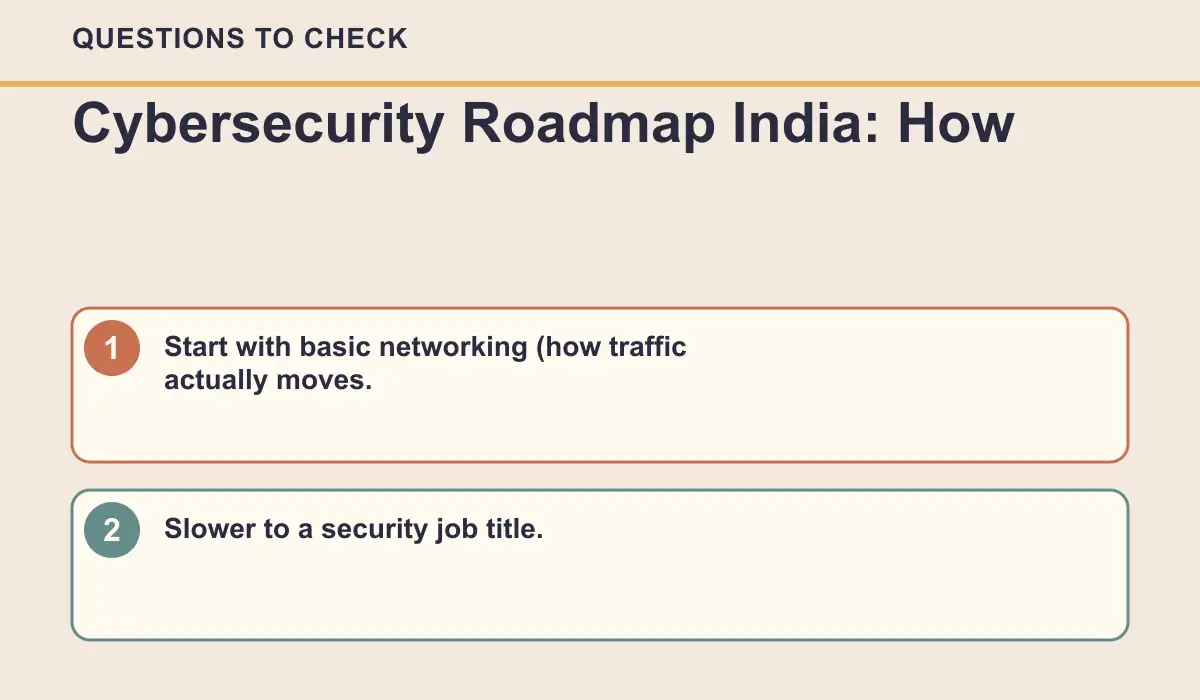 QUESTIONS TO CHECK
Cybersecurity Roadmap India: How
1
Start with basic networking (how traffic
actually moves.
2
Slower to a security job title.